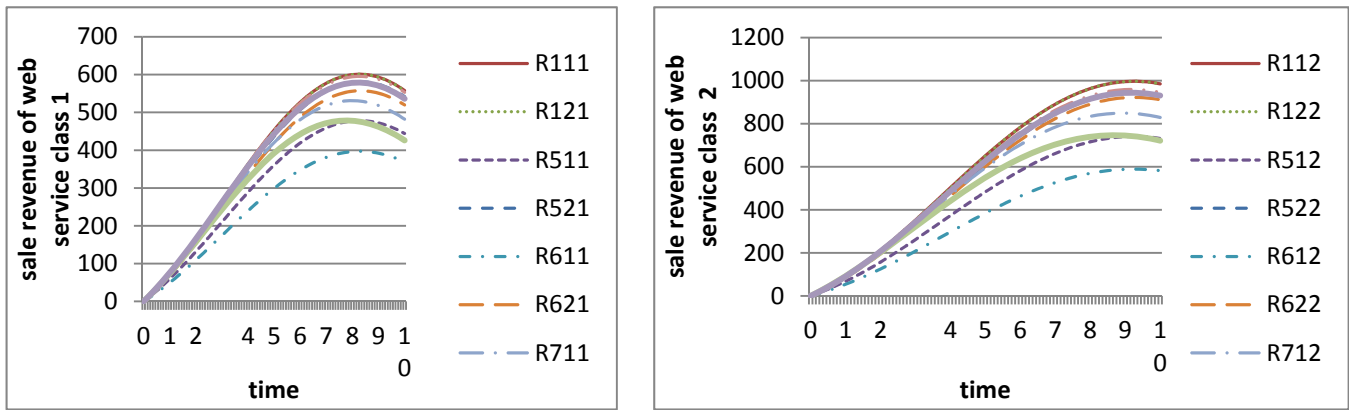 sale revenue of web
service class 1
700
600
500
400
300
200
100
0
0 1 2 4 5 6 7 8 9 1
0
time
R111
R121
R511
R521
R611
R621
R711
sale revenue of web
service class 2
1200
1000
800
600
400
200
0
0 1 2 4 5 6 7 8 9 1
0
time
R112
R122
R512
R522
R612
R622
R712